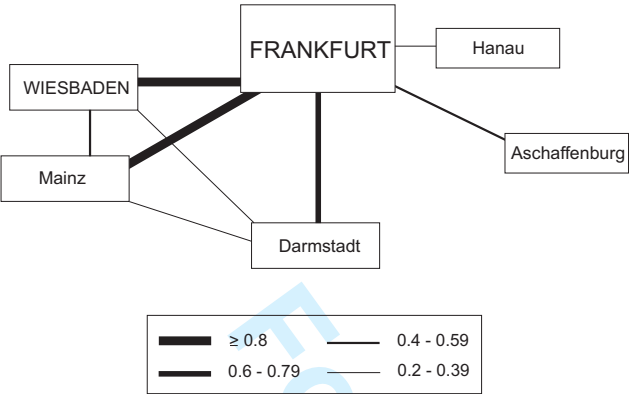 FRANKFURT
Hanau
WIESBADEN
Aschaffenburg
Mainz
Darmstadt
≥ 0.8
0.4 - 0.59
0.6 - 0.79
0.2 - 0.39